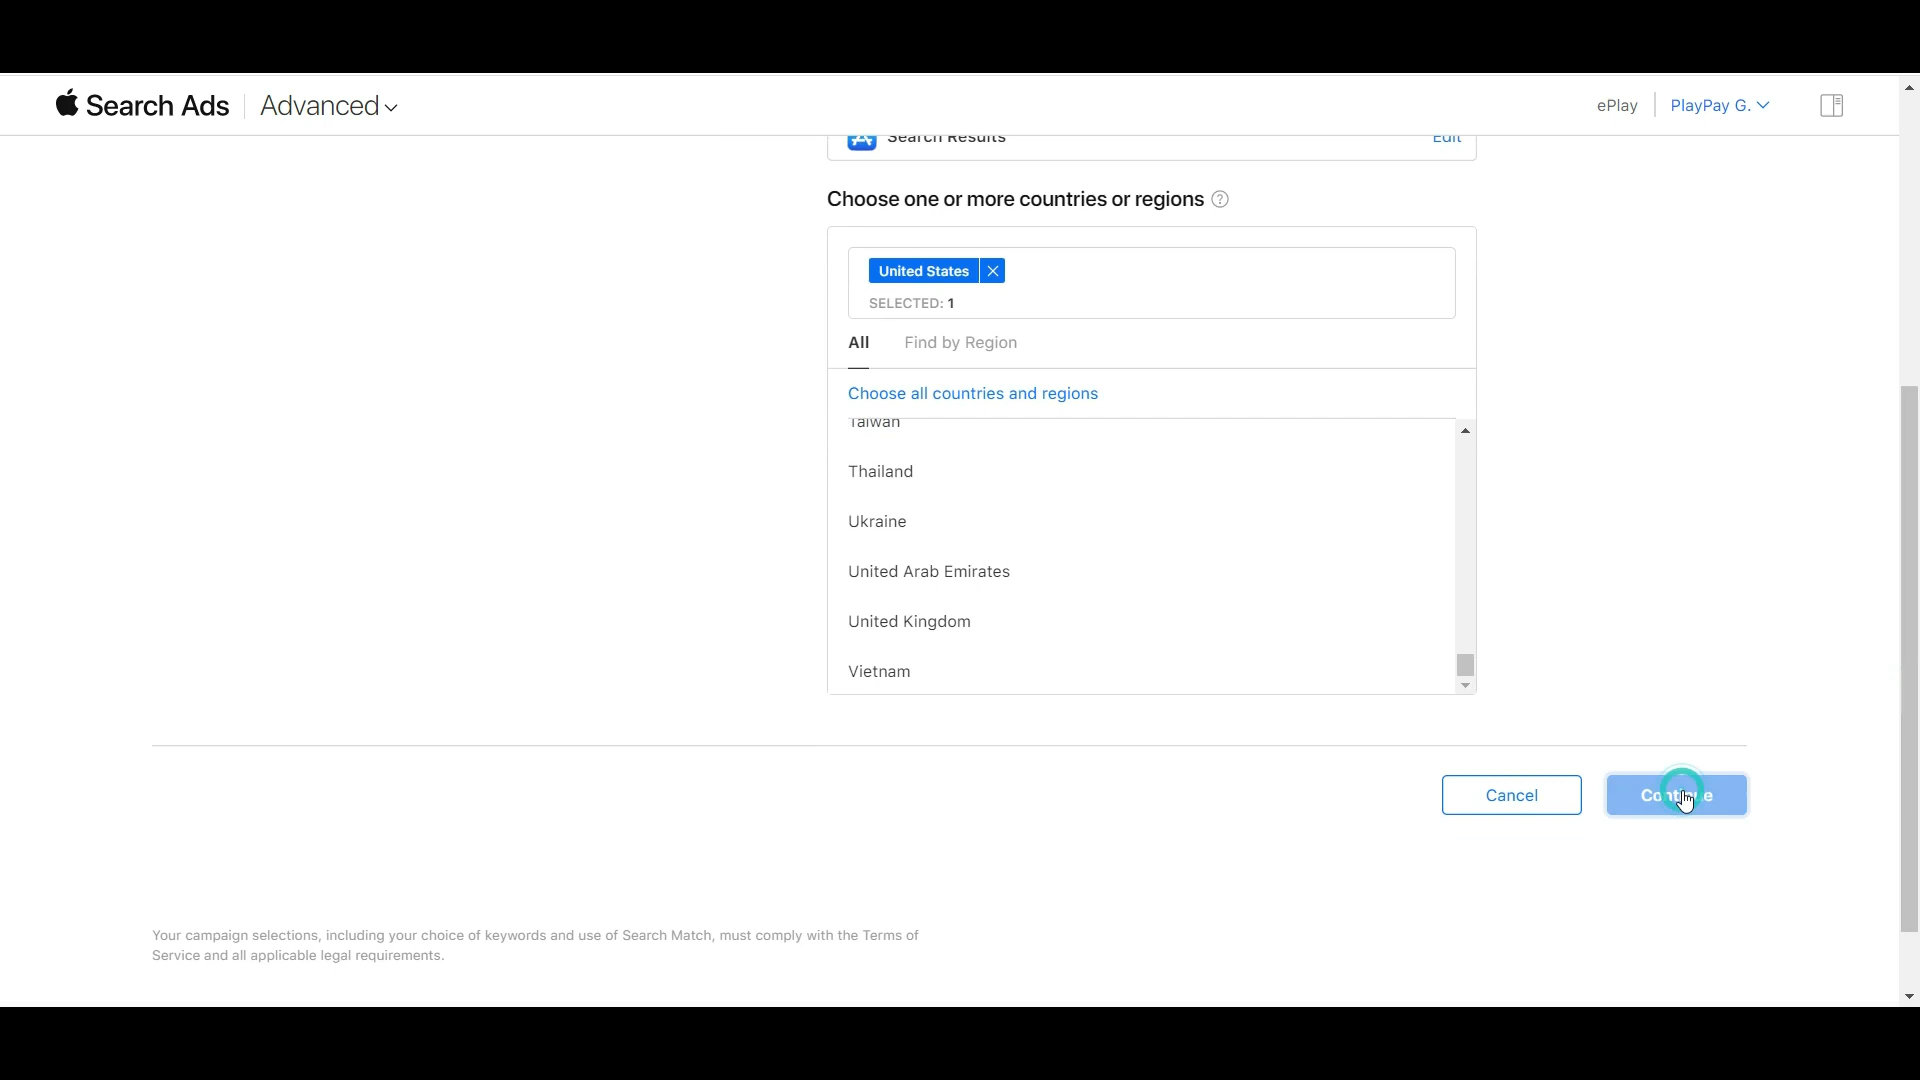 Search Ads Advanced ePlay PlayPay G.
Search Results Edit
Choose one or more countries or regions ?
United States
SELECTED: 1
All Find by Region
Choose all countries and regions
Taiwan
Thailand
Ukraine
United Arab Emirates
United Kingdom
Vietnam
Cancel Continue
Your campaign selections, including your choice of keywords and use of Search Match, must comply with the Terms of
Service and all applicable legal requirements.